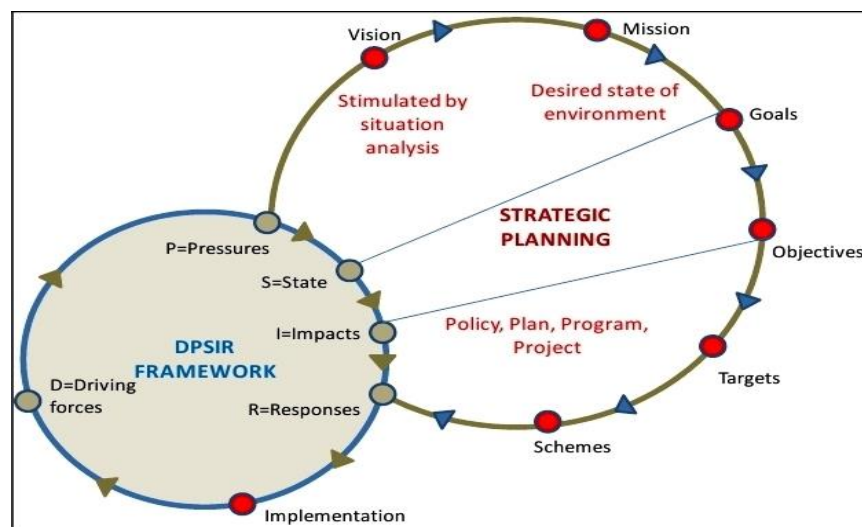 Vision
Mission
Stimulated by
situation
analysis
Desired state of
environment
Goals
STRATEGIC
PLANNING
P=Pressures
S=State
Objectives
I=Impacts
Policy, Plan, Program,
Project
DPSIR
FRAMEWORK
D=Driving
forces
R=Responses
Targets
Schemes
Implementation